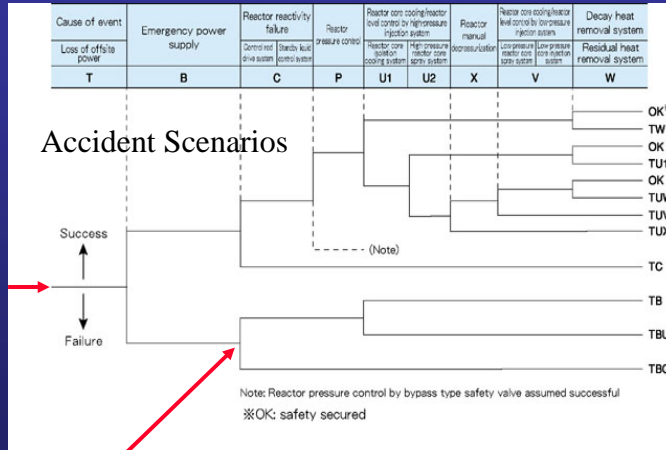 Cause of event
Loss of offsite
power
T
Emergency power
supply
B
Reactor reactivity
failure
Control rod
drive system
Standby liquid
control system
C
Reactor
pressure control
P
Reactor core cooling/reactor
level control by high-pressure
injection system
Reactor core
isolation
cooling system
High pressure
reactor core
spray system
U1
U2
Reactor
manual
depressurization
X
Reactor core cooling/reactor
level control by low-pressure
injection system
Low-pressure
reactor core
spray system
Low-pressure
core injection
system
V
Decay heat
removal system
Residual heat
removal system
W
Accident Scenarios
OK
TW
OK
TU1
OK
TUX
TC
Success
Failure
(Note)
TB
TBU
Note: Reactor pressure control by bypass type safety valve assumed successful
※OK: safety secured